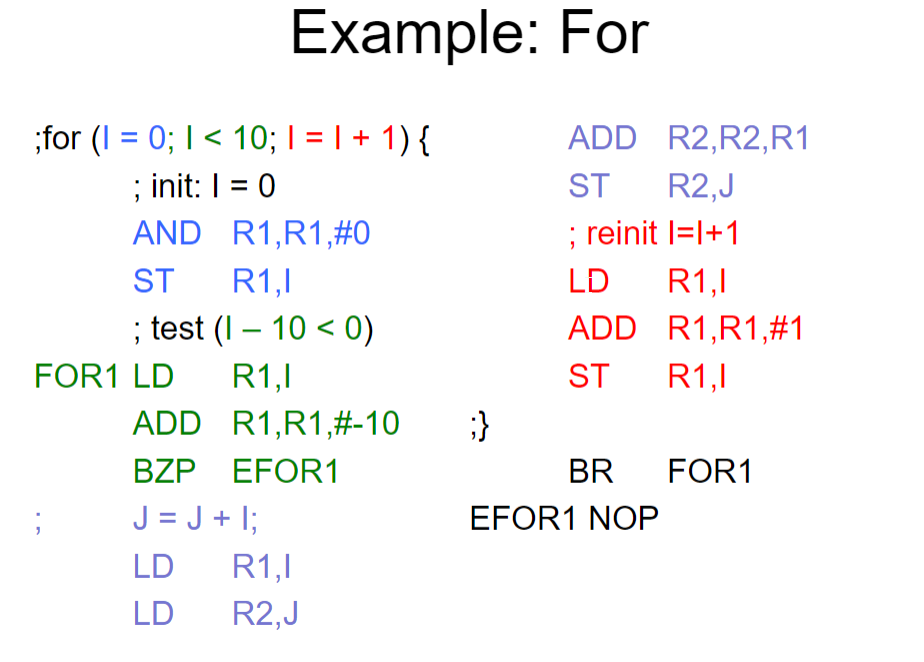 Example: For
;for (I = 0; I < 10; I = I + 1) {
; init: I = 0
AND R1,R1,#0
ST R1,I
; test (I – 10 < 0)
FOR1 LD R1,I
ADD R1,R1,#-10
BZP EFOR1
; J = J + I;
LD R1,I
LD R2,J
ADD R2,R2,R1
ST R2,J
; reinit I=I+1
LD R1,I
ADD R1,R1,#1
ST R1,I
;}
BR FOR1
EFOR1 NOP